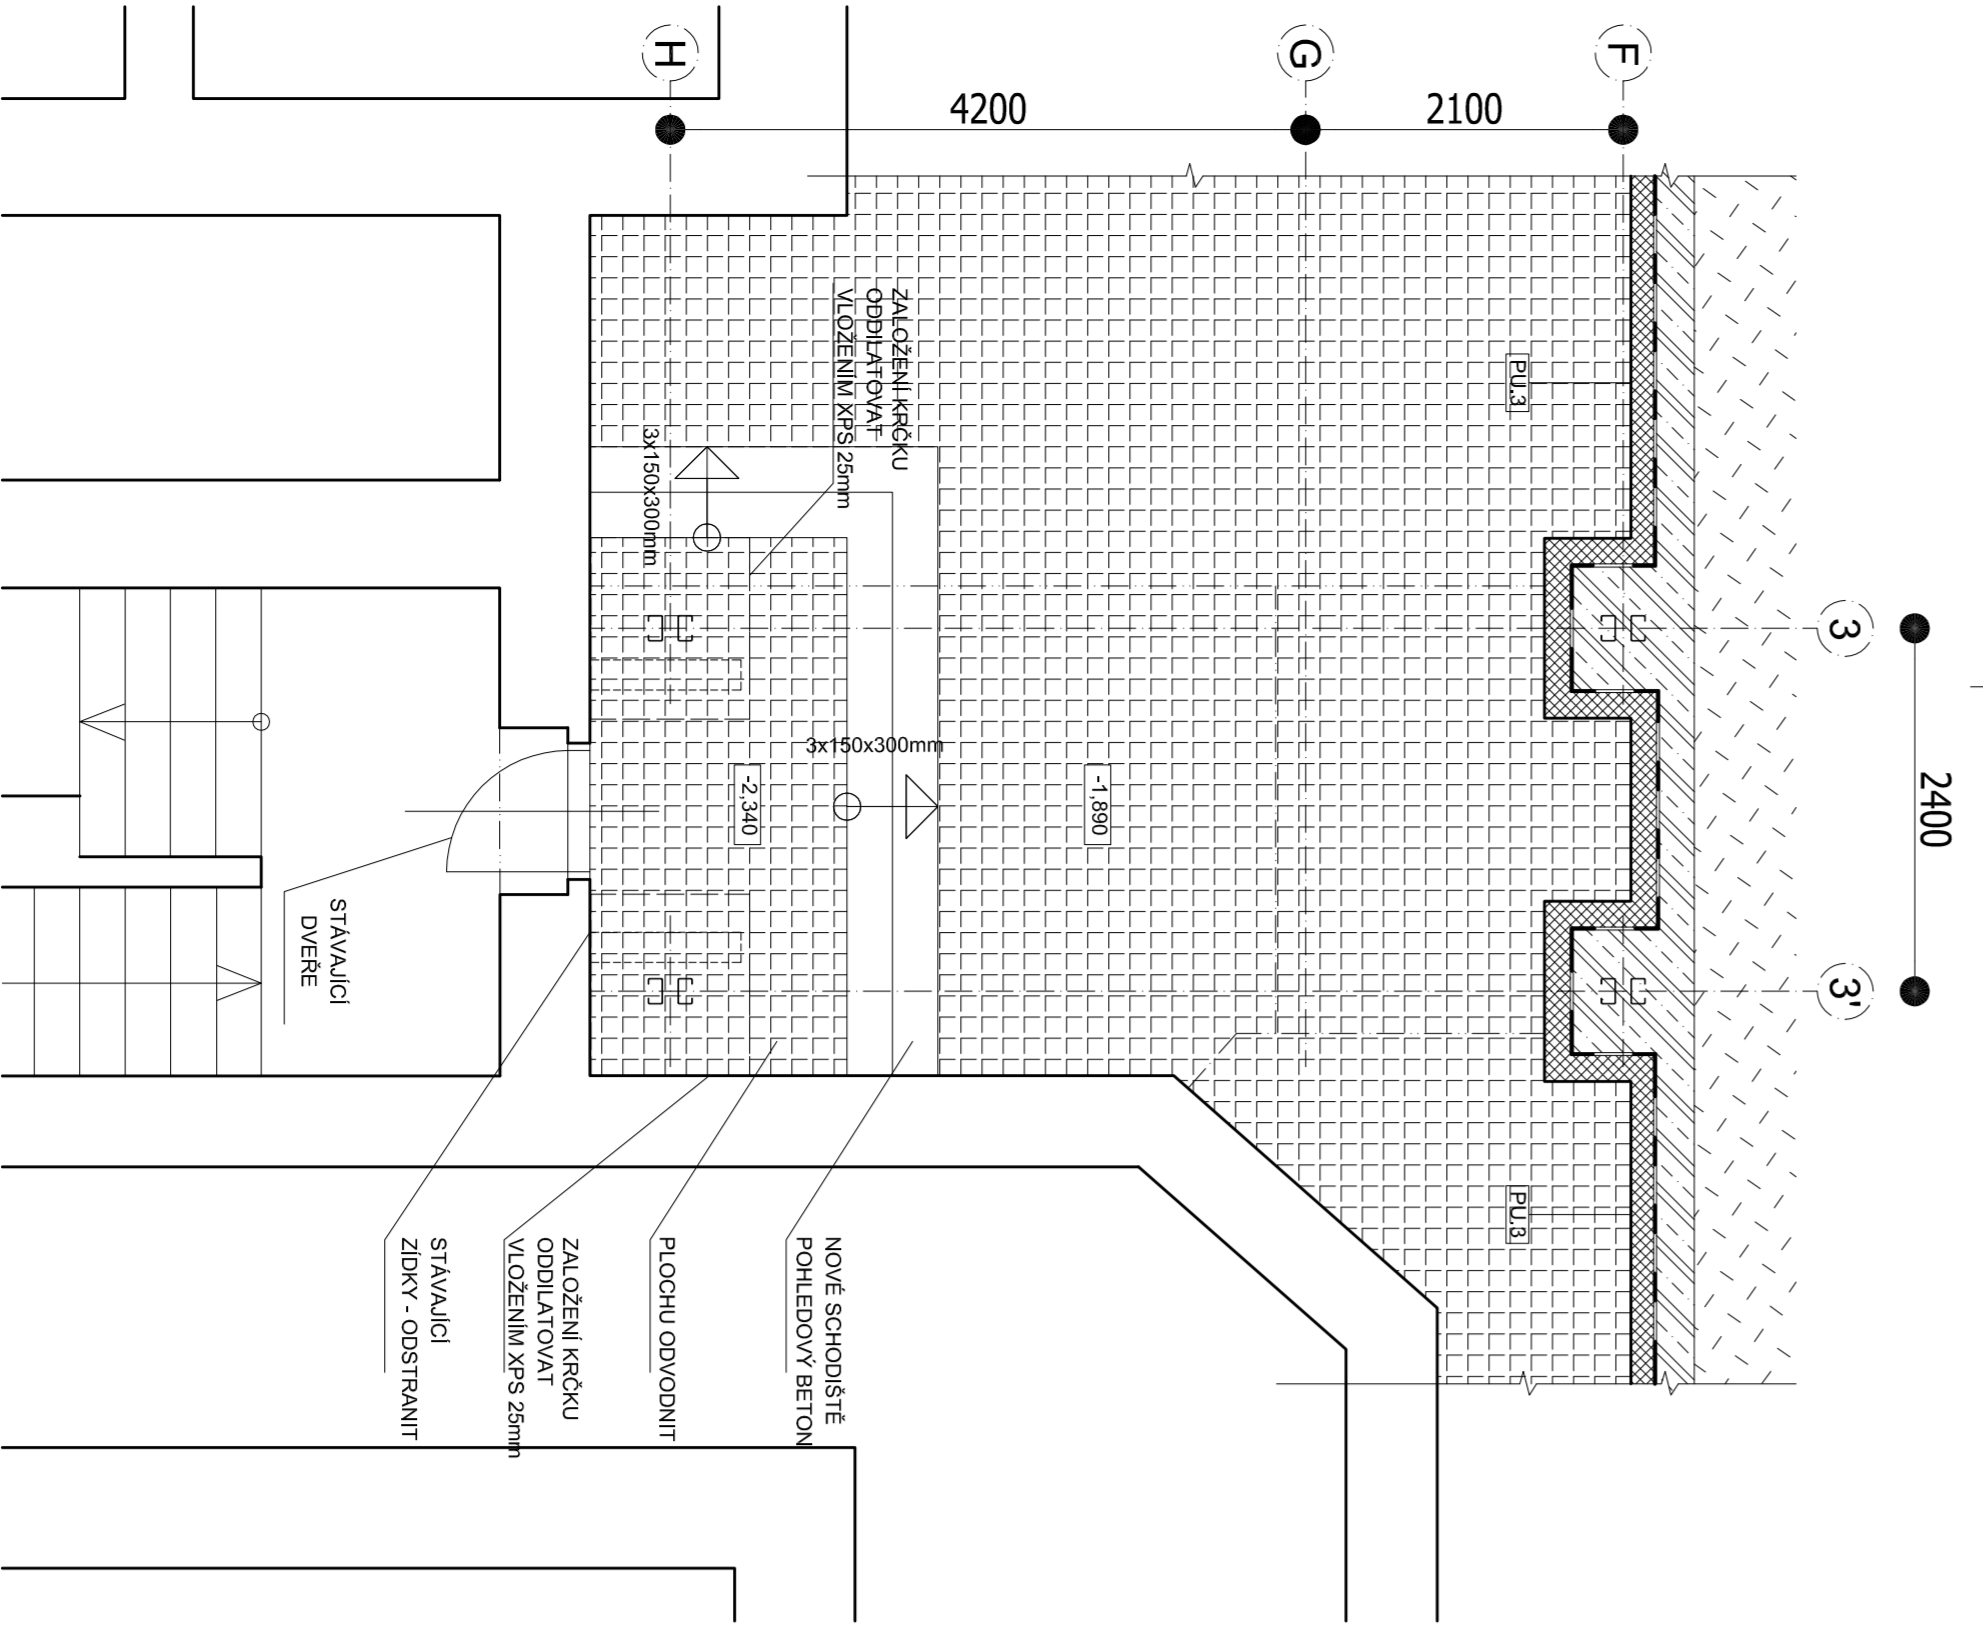 H
G
F
4200
2100
3
3'
2400
ZALOŽENÍ KRČKU
ODDILATOVAT
VLOŽENÍM XPS 25mm
3x150x300mm
3x150x300mm
-2,340
-1,890
PU.3
PU.3
STÁVAJÍCÍ
DVEŘE
STÁVAJÍCÍ
ZÍDKY - ODSTRANIT
ZALOŽENÍ KRČKU
ODDILATOVAT
VLOŽENÍM XPS 25mm
PLOCHU ODVODNIT
NOVÉ SCHODIŠTĚ
POHLEDOVÝ BETON